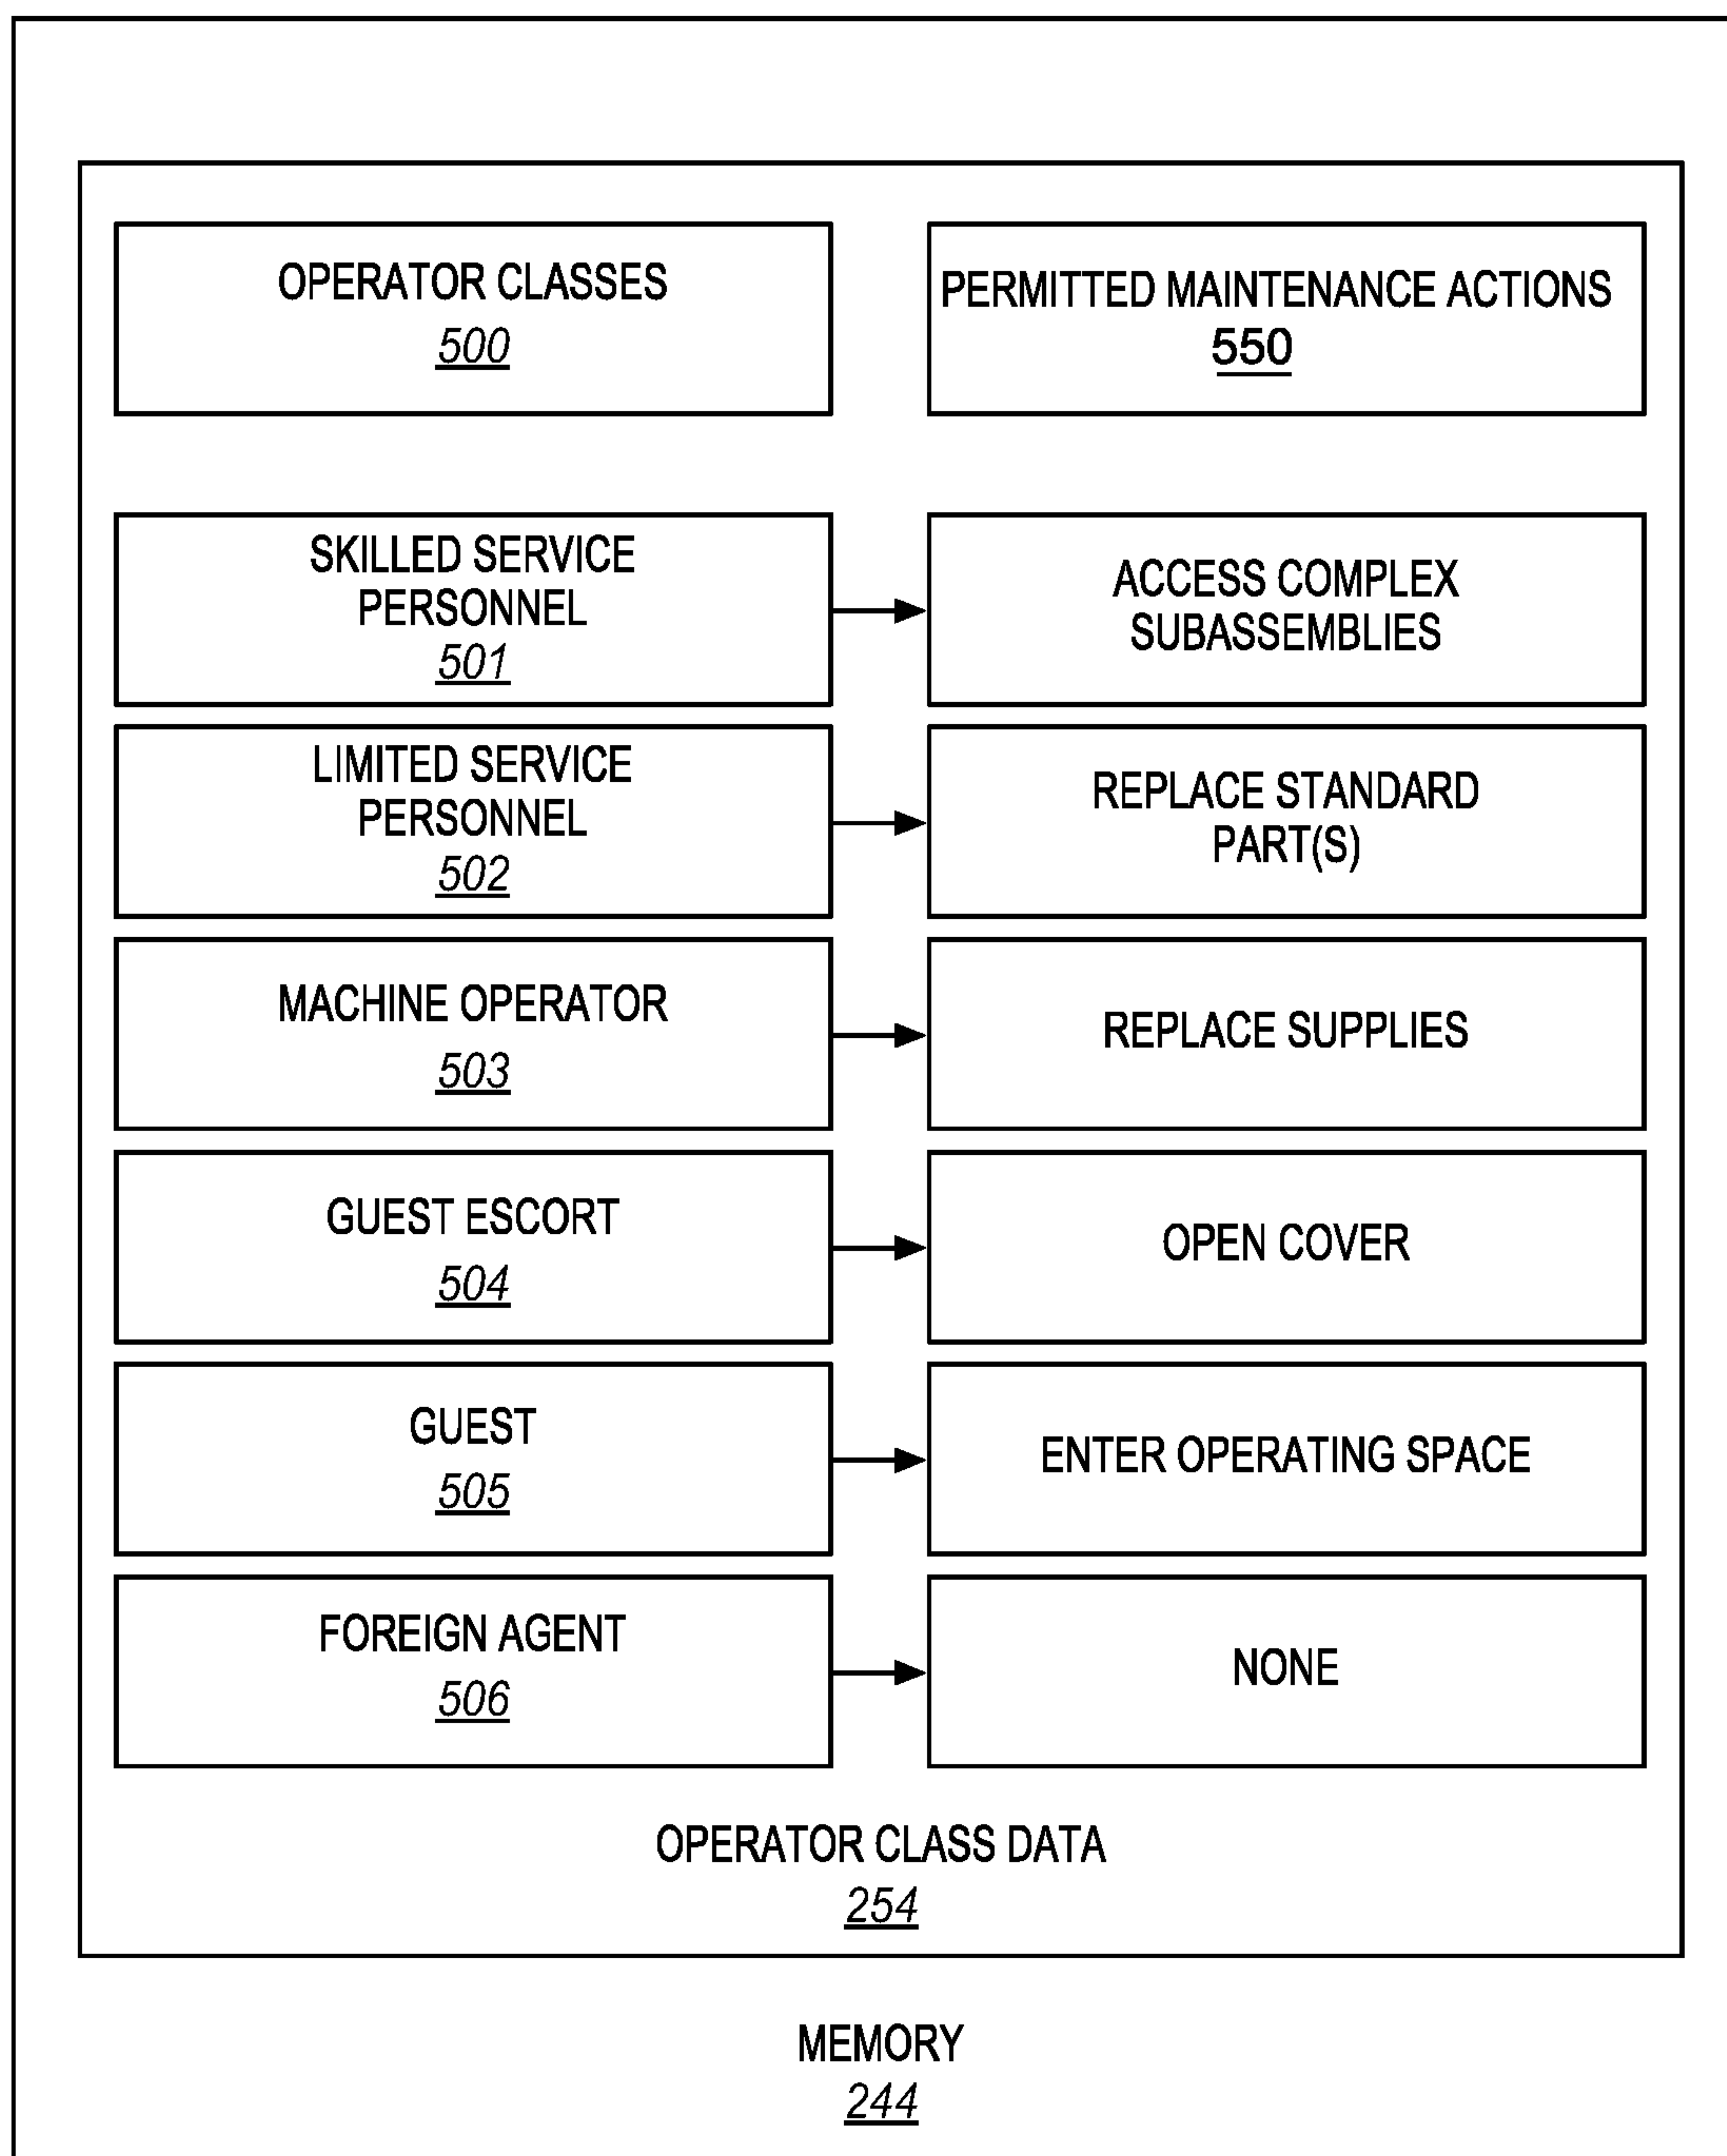 OPERATOR CLASSES
500
PERMITTED MAINTENANCE ACTIONS
550
SKILLED SERVICE
PERSONNEL
501
ACCESS COMPLEX
SUBASSEMBLIES
LIMITED SERVICE
PERSONNEL
502
REPLACE STANDARD
PART(S)
MACHINE OPERATOR
503
REPLACE SUPPLIES
GUEST ESCORT
504
OPEN COVER
GUEST
505
ENTER OPERATING SPACE
FOREIGN AGENT
506
NONE
OPERATOR CLASS DATA
254
MEMORY
244